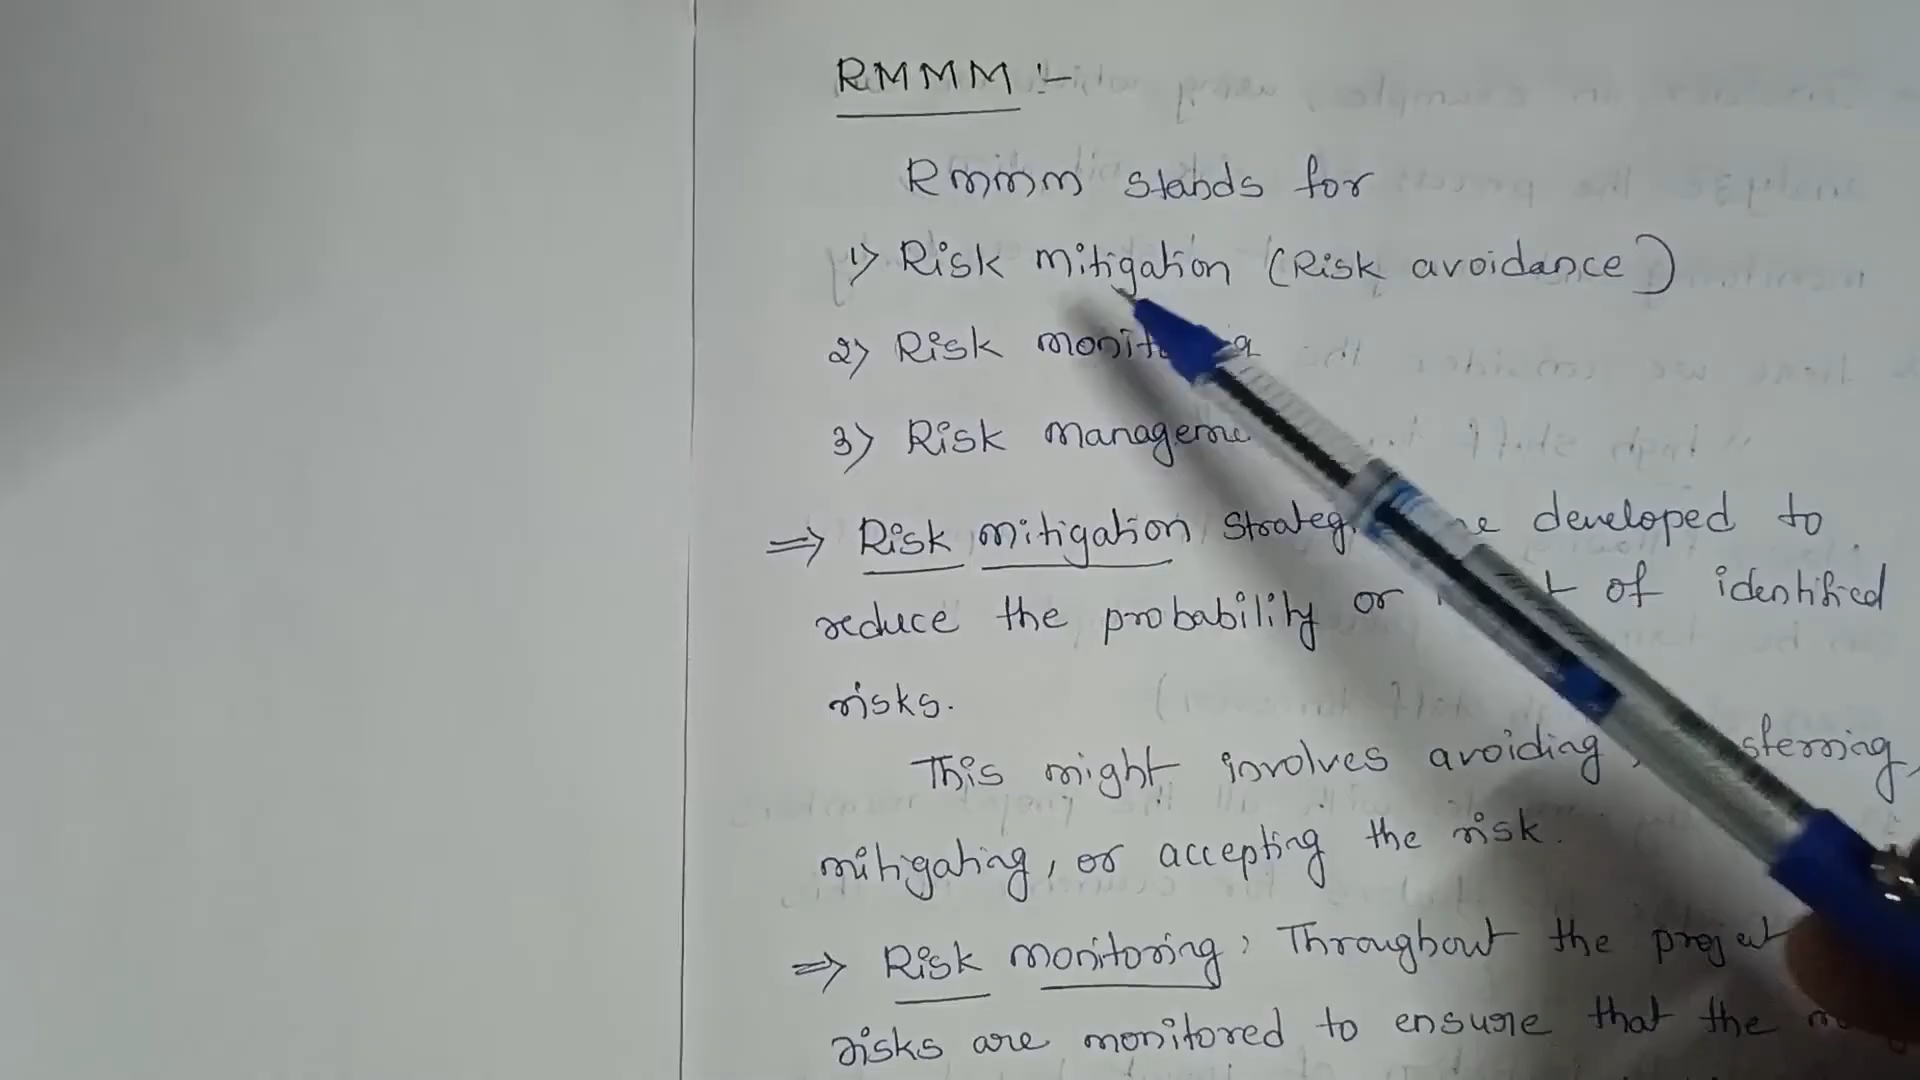 RMMM :-
RMMM stands for
1) Risk mitigation (Risk avoidance)
2) Risk
3) Risk
=> Risk mitigation developed to
reduce the probability or of identified
risks.
This might involves avoiding,
mitigating, or accepting the risk.
=> Risk monitoring, Throughout the project
risks are monitored to ensure that the